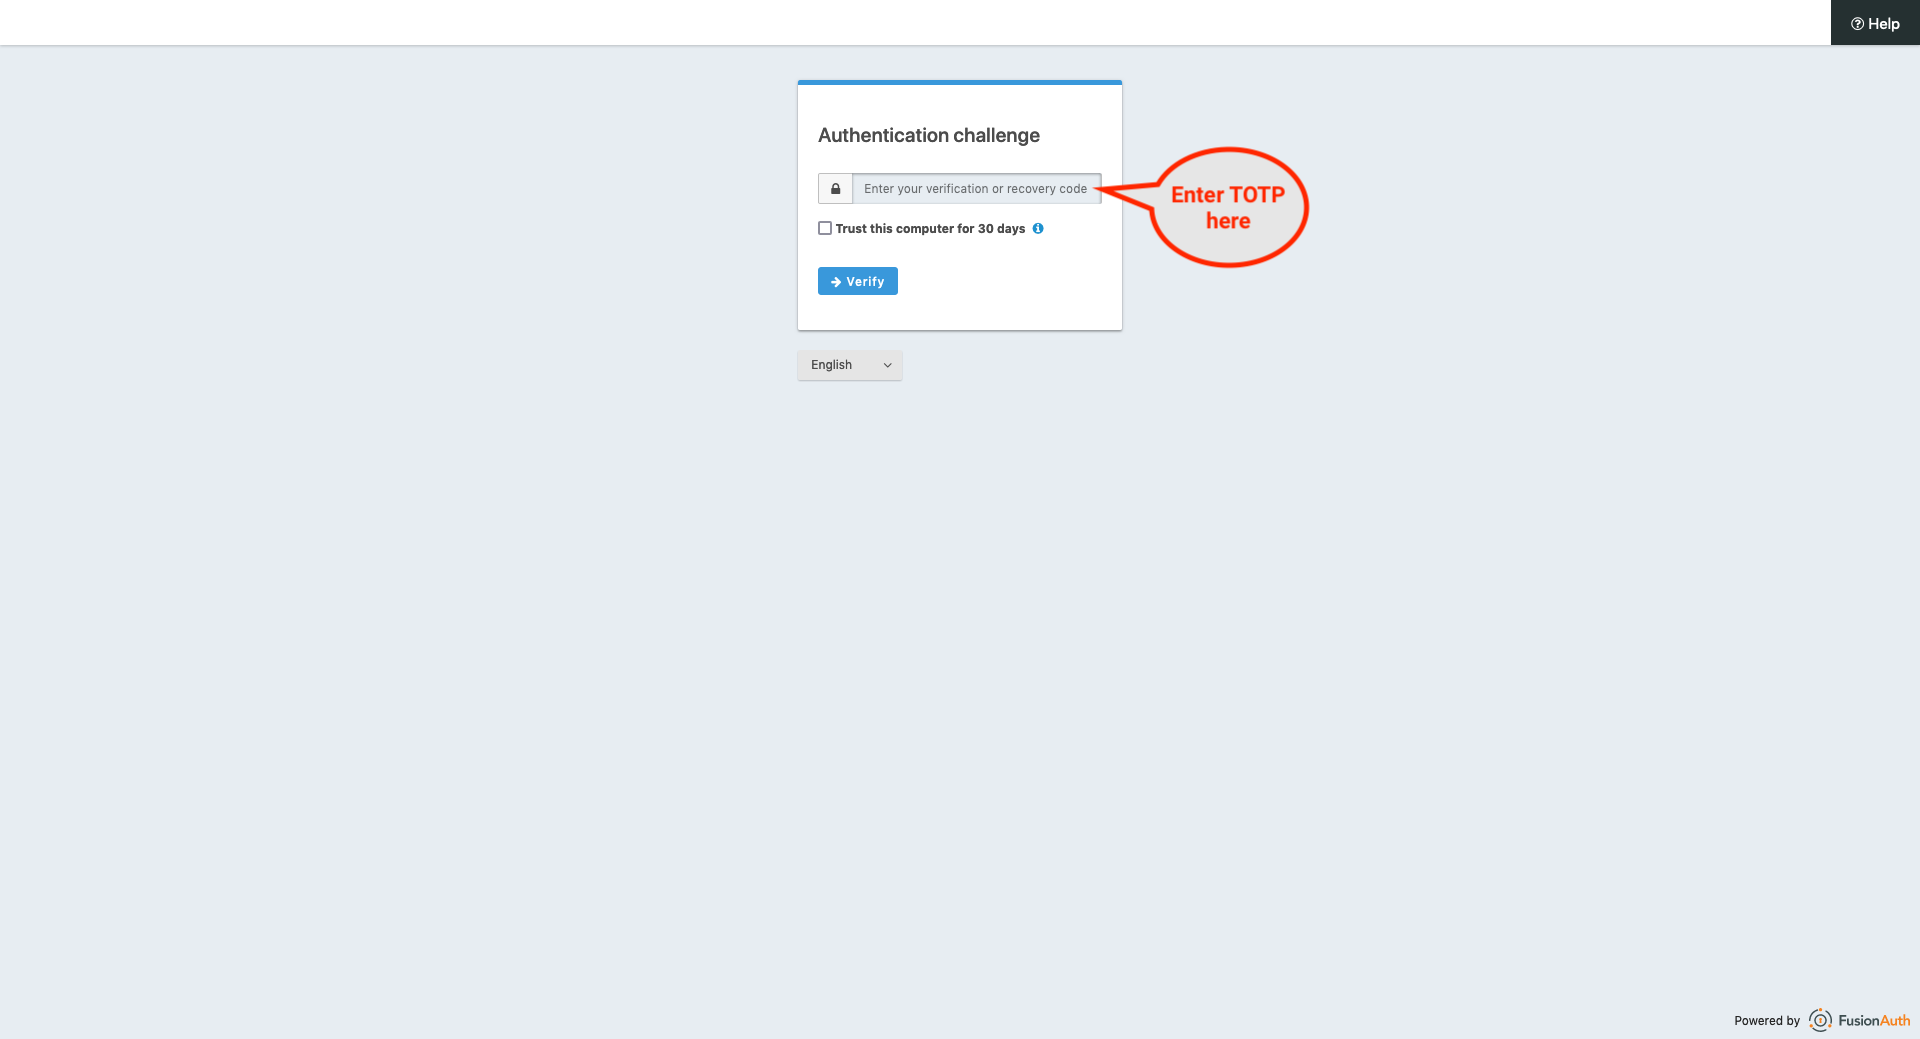 Help
Authentication challenge
Enter your verification or recovery code
Enter TOTP
here
Trust this computer for 30 days
Verify
English
Powered by FusionAuth